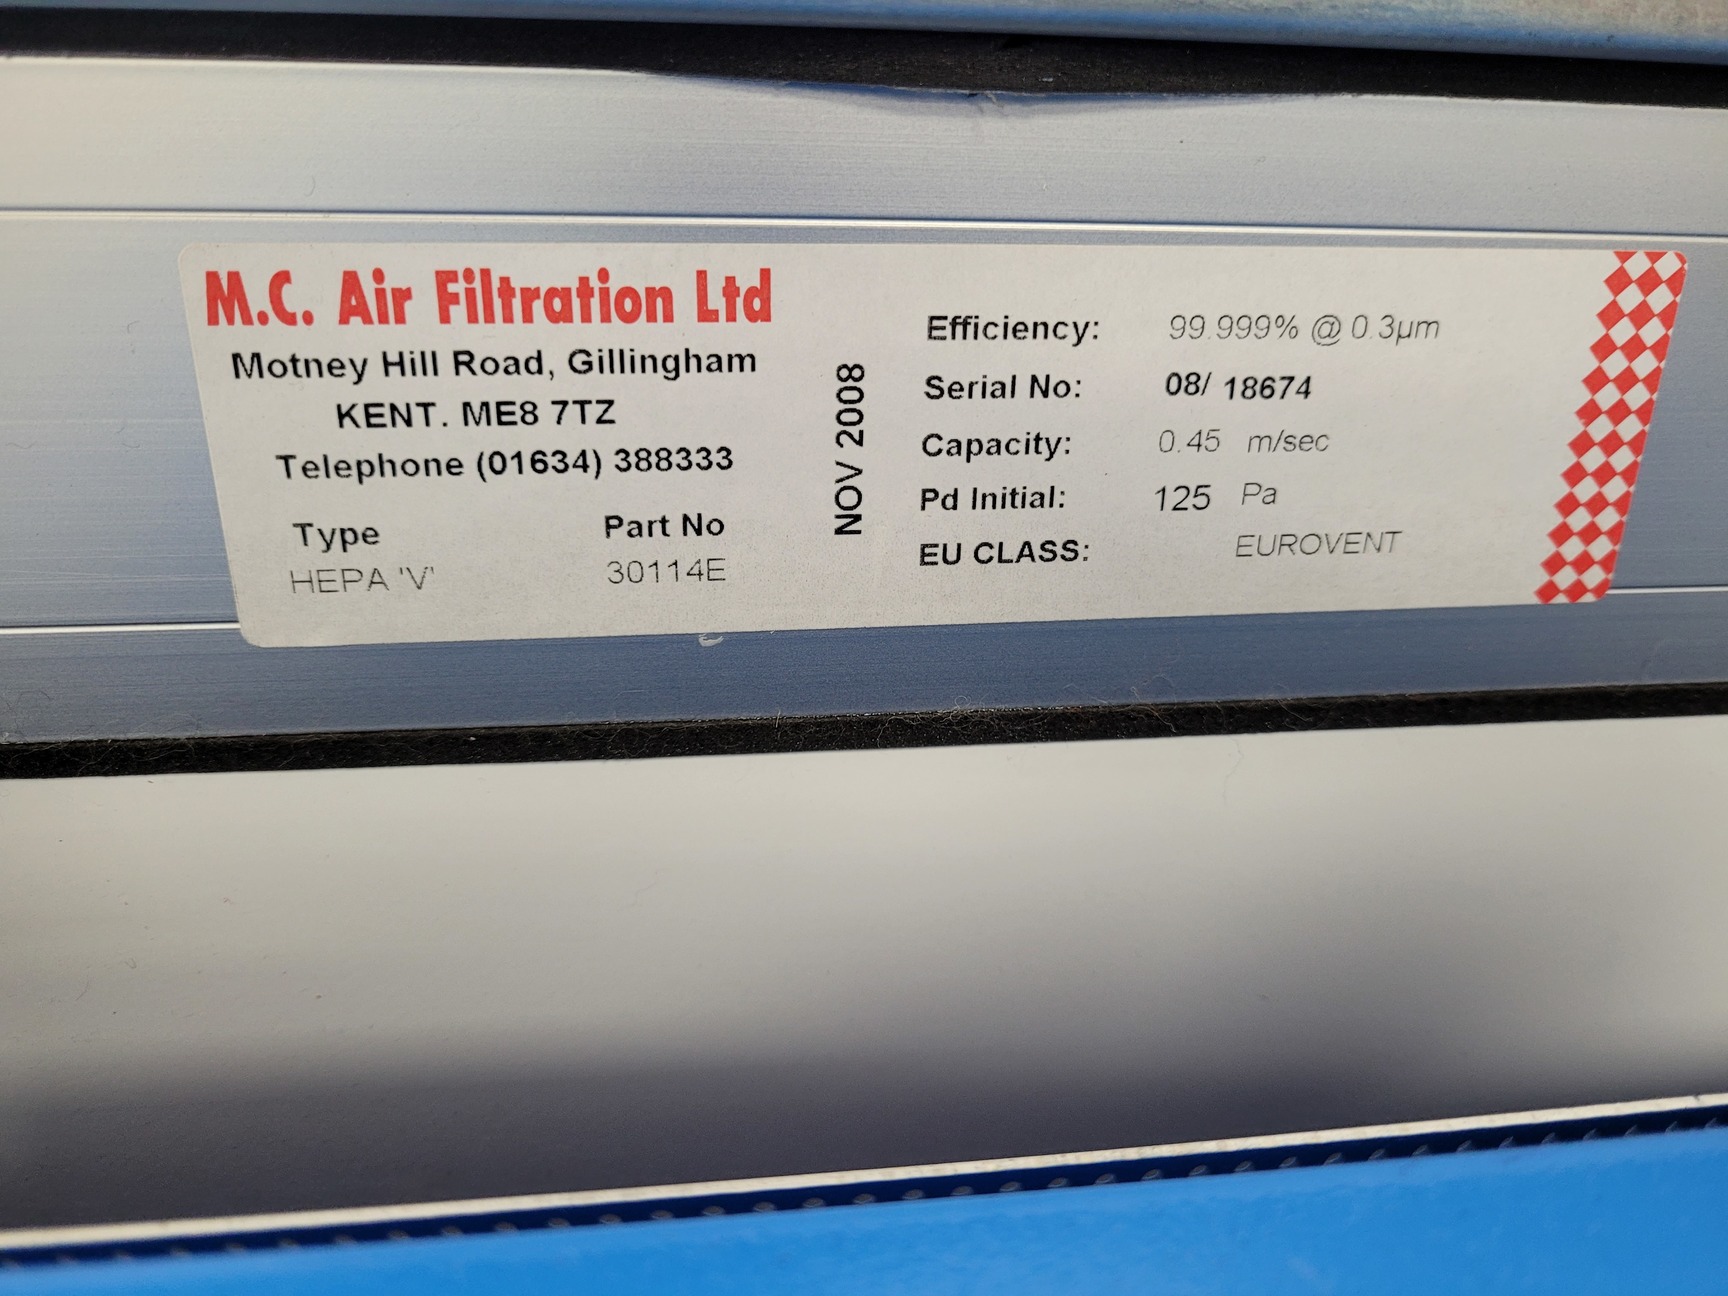 M.C. Air Filtration Ltd
Motney Hill Road, Gillingham
KENT. ME8 7TZ
Telephone (01634) 388333
Type Part No
HEPA 'V' 30114E
NOV 2008
Efficiency: 99.999% @ 0.3µm
Serial No: 08/ 18674
Capacity: 0.45 m/sec
Pd Initial: 125 Pa
EU CLASS: EUROVENT